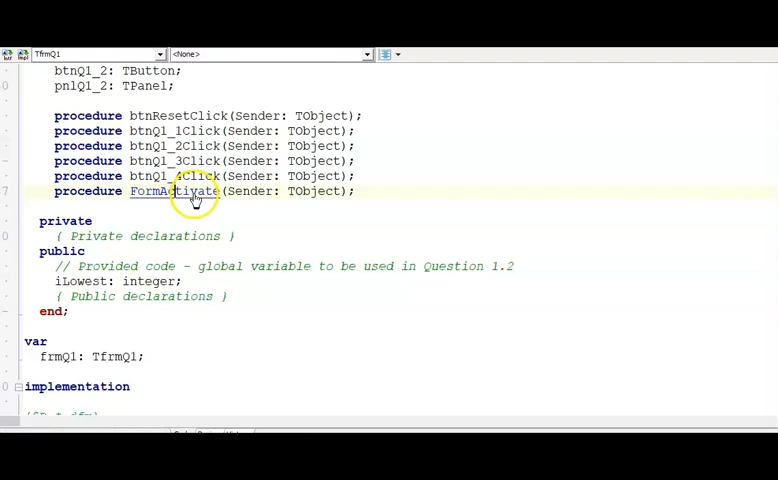 TfrmQ1 <None>
btnQ1_2: TButton;
pnlQ1_2: TPanel;
procedure btnResetClick(Sender: TObject);
procedure btnQ1_1Click(Sender: TObject);
procedure btnQ1_2Click(Sender: TObject);
procedure btnQ1_3Click(Sender: TObject);
procedure btnQ1_4Click(Sender: TObject);
procedure FormActivate(Sender: TObject);
private
{ Private declarations }
public
// Provided code - global variable to be used in Question 1.2
iLowest: integer;
{ Public declarations }
end;
var
frmQ1: TfrmQ1;
implementation